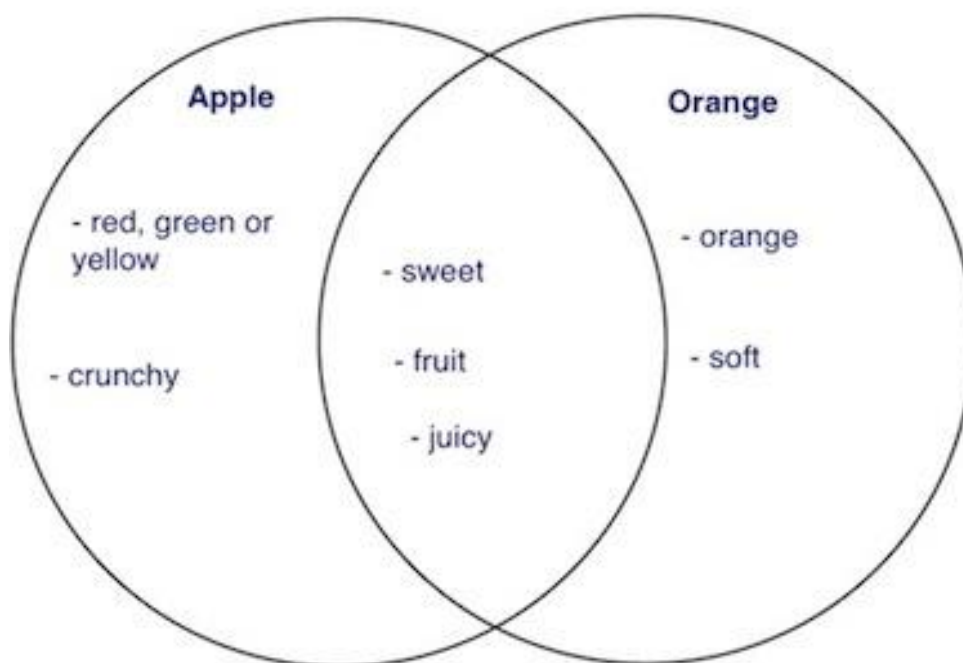 Apple
- red, green or
yellow
- crunchy
- sweet
- fruit
- juicy
Orange
- orange
- soft